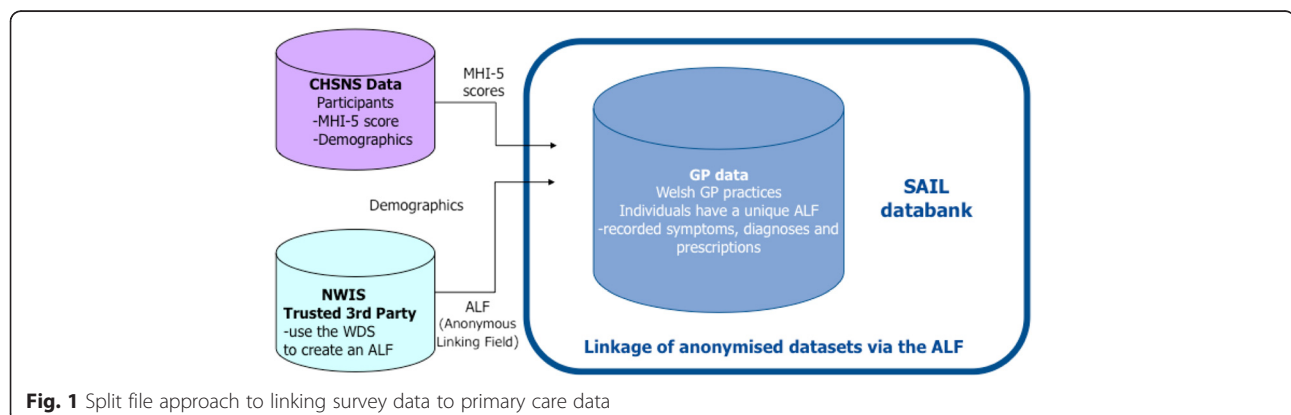 CHSNS Data
Participants
-MHI-5 score
-Demographics
MHI-5
scores
Demographics
NWIS
Trusted 3rd Party
-use the WDS
to create an ALF
ALF
(Anonymous
Linking Field)
GP data
Welsh GP practices
Individuals have a unique ALF
-recorded symptoms, diagnoses and
prescriptions
SAIL
databank
Linkage of anonymised datasets via the ALF
Fig. 1 Split file approach to linking survey data to primary care data